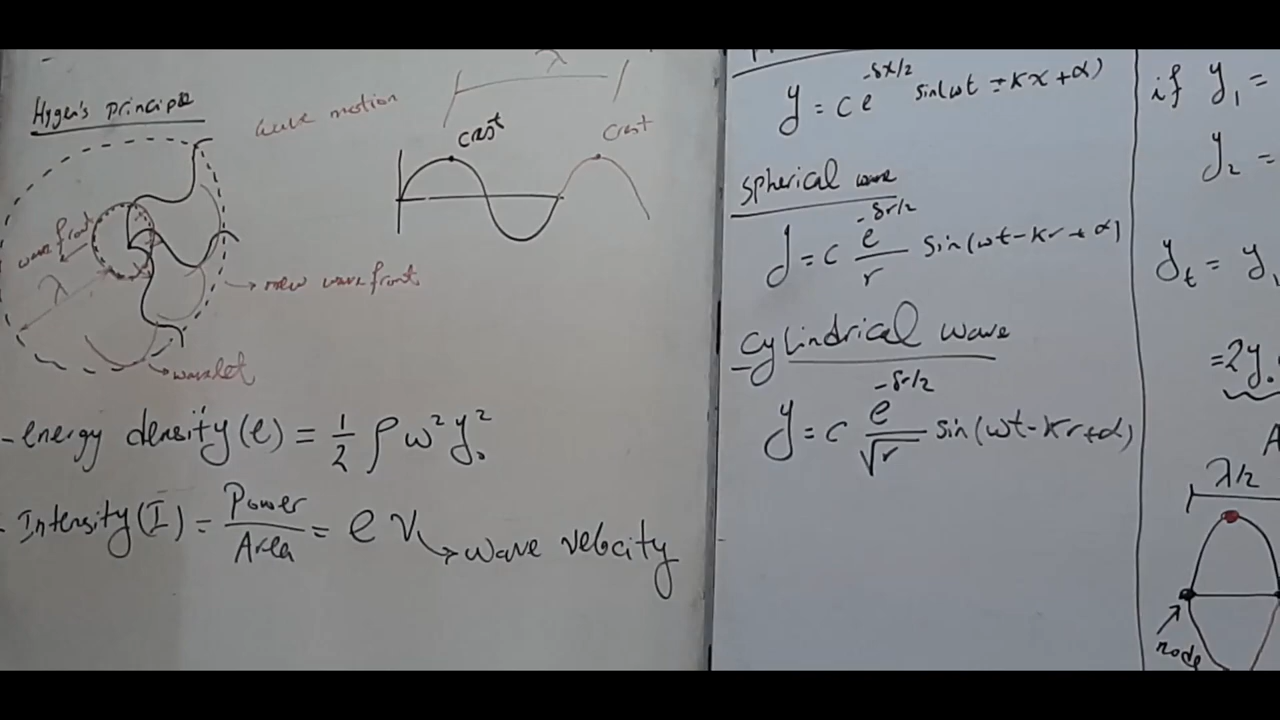 Hygen's principle
wave motion
λ
crest
crest
wave front
λ
new wave front
wavelet
- energy density (e) = 1/2 ρ ω² y₀²
- Intensity (I) = Power/Area = e v → wave velocity
y = c e^(-δx/2) sin(ωt ∓ kx + α)
spherical wave
y = c e^(-δr/2)/r sin(ωt - kr + α)
cylindrical wave
y = c e^(-δr/2)/√r sin(ωt - kr + α)
if y₁ =
y₂ =
yₜ = y₁
= 2y₀
A
λ/2
node